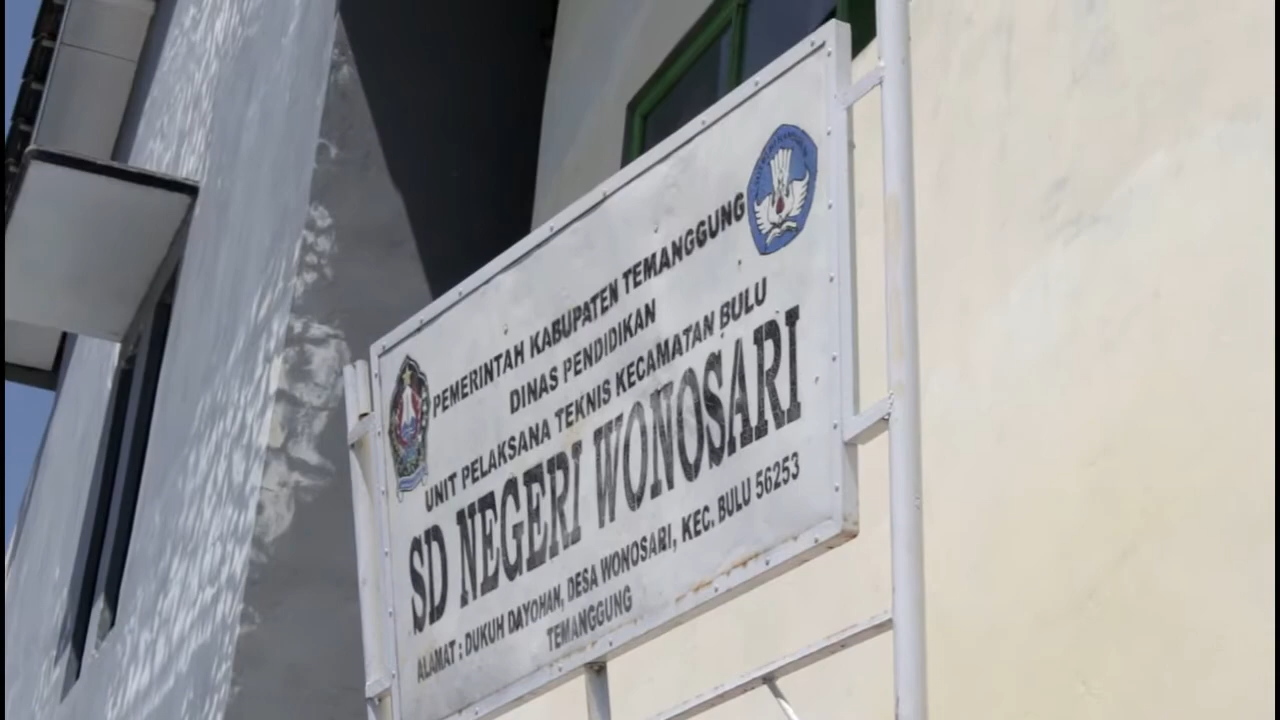 PEMERINTAH KABUPATEN TEMANGGUNG
DINAS PENDIDIKAN
UNIT PELAKSANA TEKNIS KECAMATAN BULU
SD NEGERI WONOSARI
ALAMAT : DUKUH DAYOHAN, DESA WONOSARI, KEC. BULU 56253
TEMANGGUNG